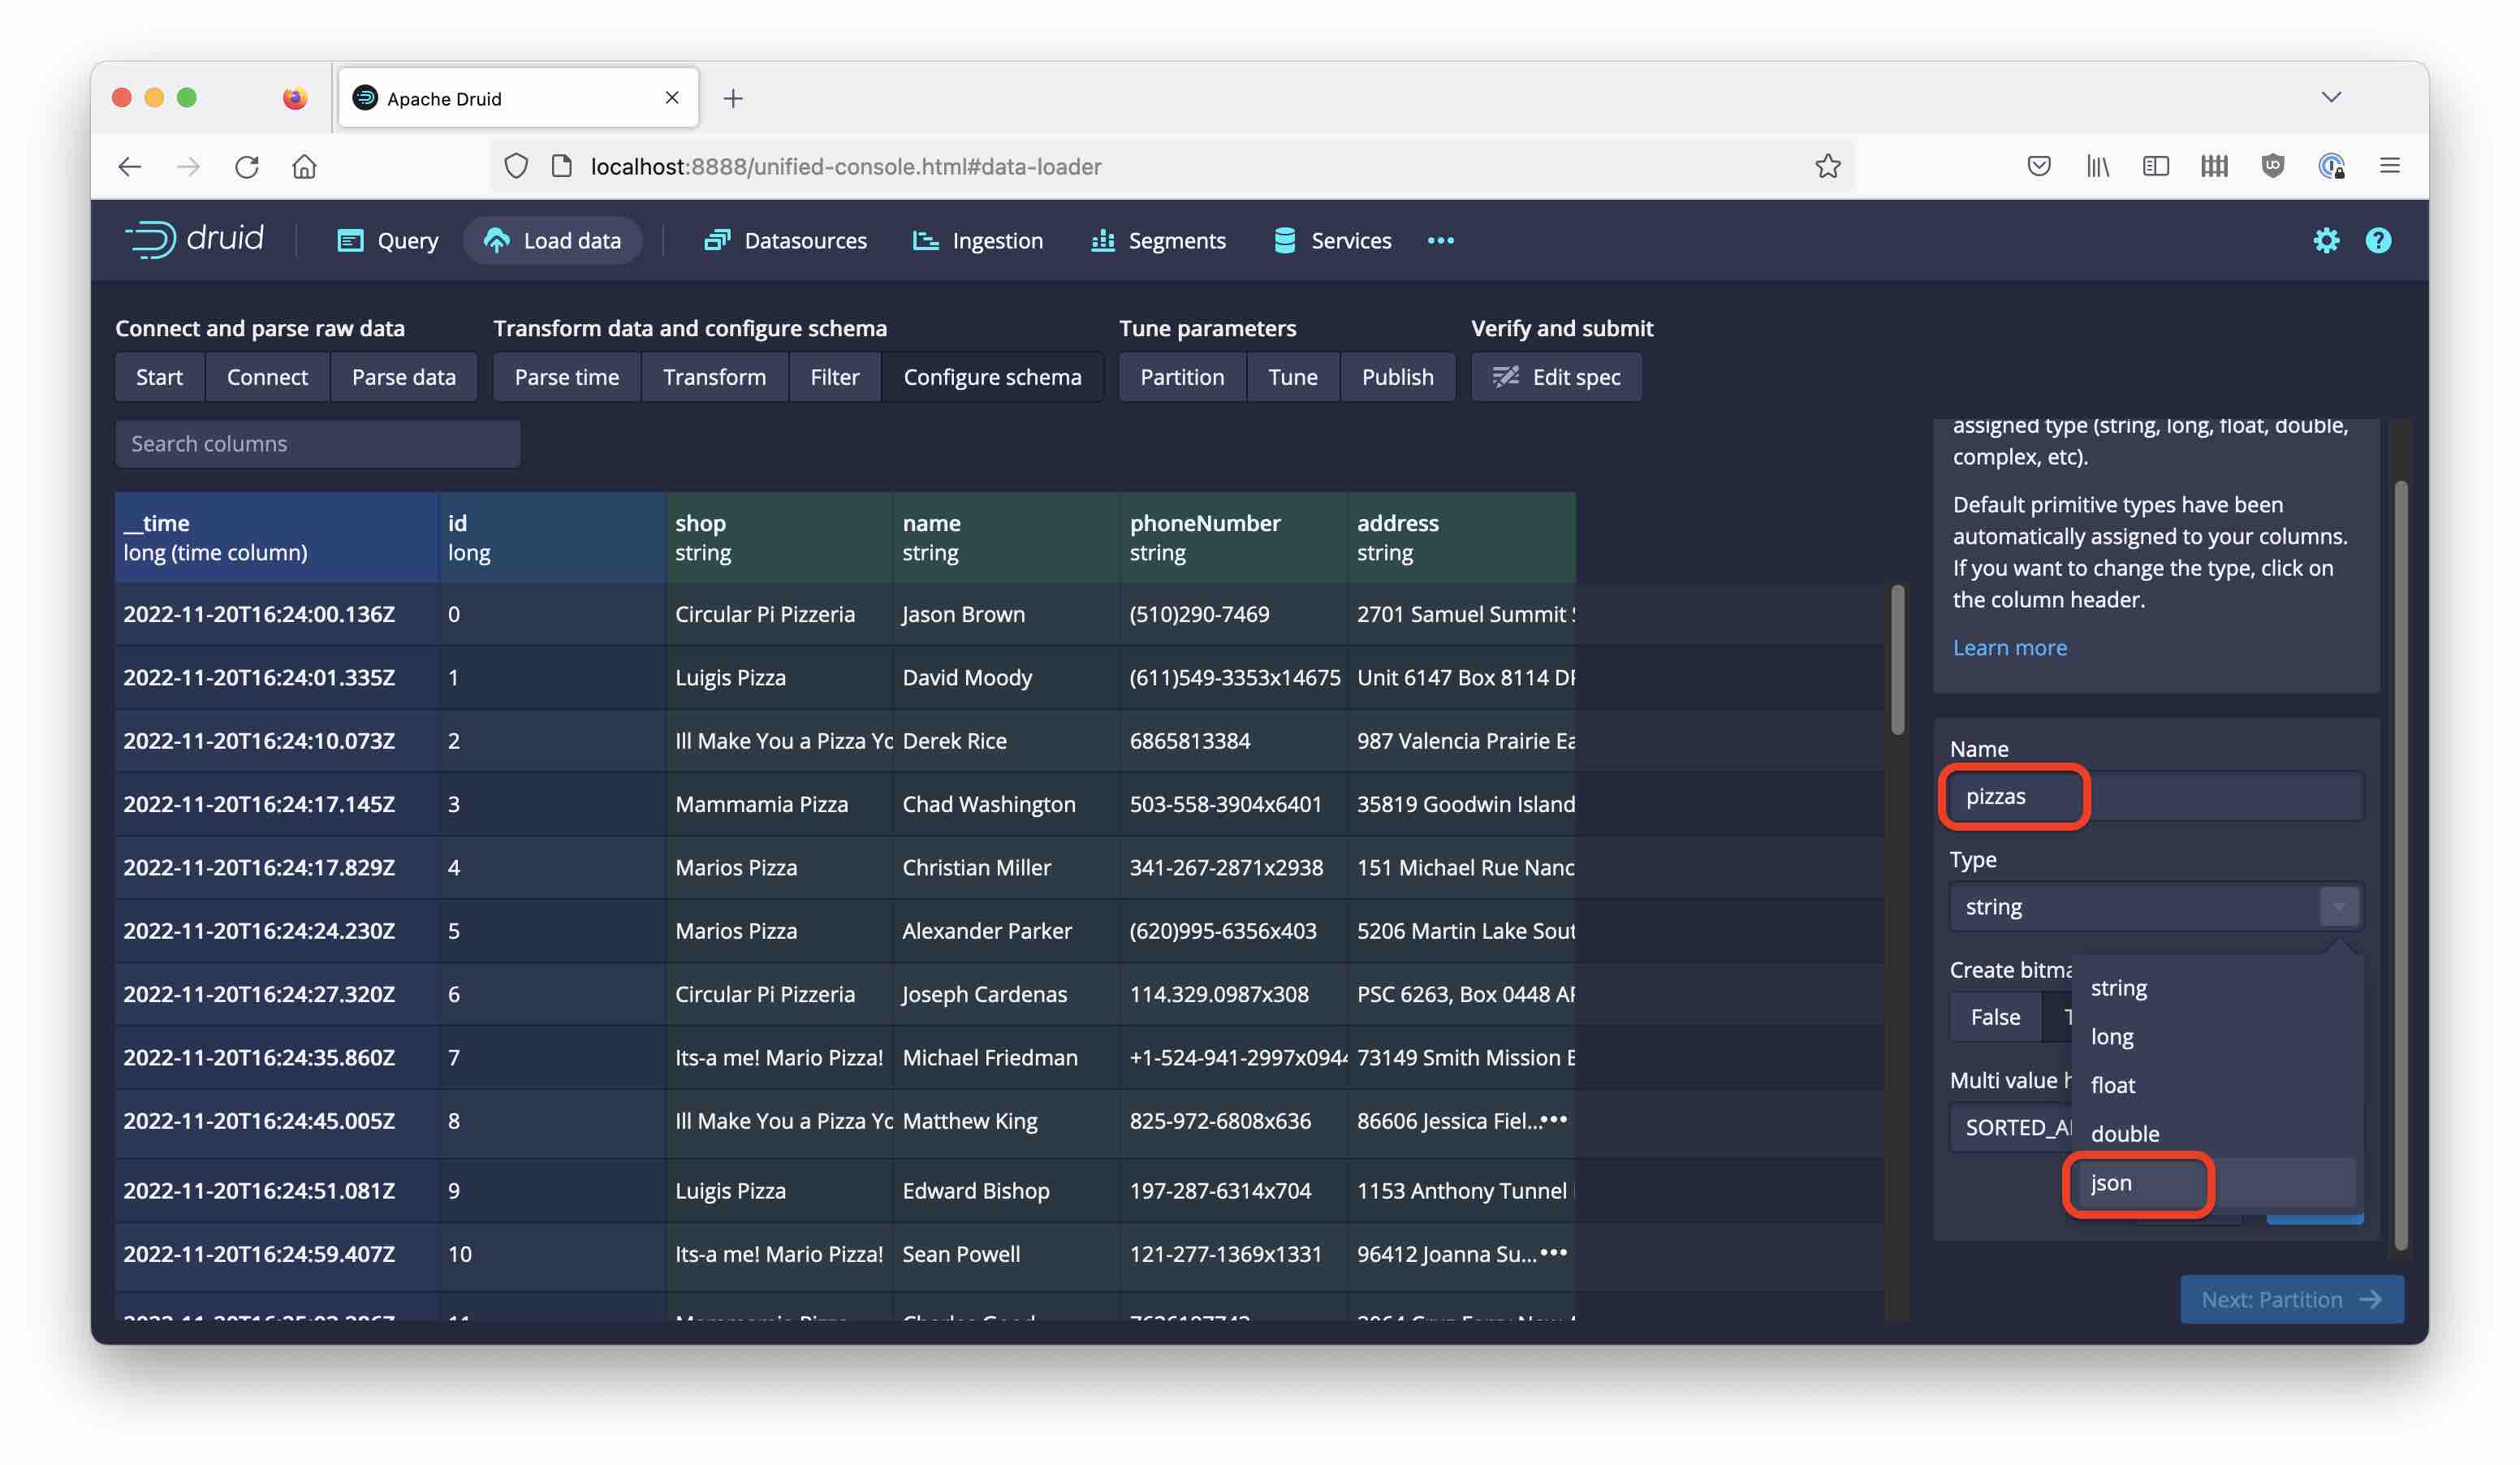 Apache Druid
localhost:8888/unified-console.html#data-loader
druid
Query
Load data
Datasources
Ingestion
Segments
Services
Connect and parse raw data
Transform data and configure schema
Tune parameters
Verify and submit
Start
Connect
Parse data
Parse time
Transform
Filter
Configure schema
Partition
Tune
Publish
Edit spec
Search columns
__time id shop name phoneNumber address
long (time column) long string string string string
2022-11-20T16:24:00.136Z 0 Circular Pi Pizzeria Jason Brown (510)290-7469 2701 Samuel Summit
2022-11-20T16:24:01.335Z 1 Luigis Pizza David Moody (611)549-3353x14675 Unit 6147 Box 8114
2022-11-20T16:24:10.073Z 2 Ill Make You a Pizza Derek Rice 6865813384 987 Valencia Prairie
2022-11-20T16:24:17.145Z 3 Mammamia Pizza Chad Washington 503-558-3904x6401 35819 Goodwin Island
2022-11-20T16:24:17.829Z 4 Marios Pizza Christian Miller 341-267-2871x2938 151 Michael Rue Nanc
2022-11-20T16:24:24.230Z 5 Marios Pizza Alexander Parker (620)995-6356x403 5206 Martin Lake Sout
2022-11-20T16:24:27.320Z 6 Circular Pi Pizzeria Joseph Cardenas 114.329.0987x308 PSC 6263, Box 0448
2022-11-20T16:24:35.860Z 7 Its-a me! Mario Pizza! Michael Friedman +1-524-941-2997x094 73149 Smith Mission
2022-11-20T16:24:45.005Z 8 Ill Make You a Pizza Matthew King 825-972-6808x636 86606 Jessica Fiel...•••
2022-11-20T16:24:51.081Z 9 Luigis Pizza Edward Bishop 197-287-6314x704 1153 Anthony Tunnel
2022-11-20T16:24:59.407Z 10 Its-a me! Mario Pizza! Sean Powell 121-277-1369x1331 96412 Joanna Su...•••
assigned type (string, long, float, double,
complex, etc).
Default primitive types have been
automatically assigned to your columns.
If you want to change the type, click on
the column header.
Learn more
Name
pizzas
Type
string
Create bitma
False
Multi value
SORTED_A
string
long
float
double
json
Next: Partition